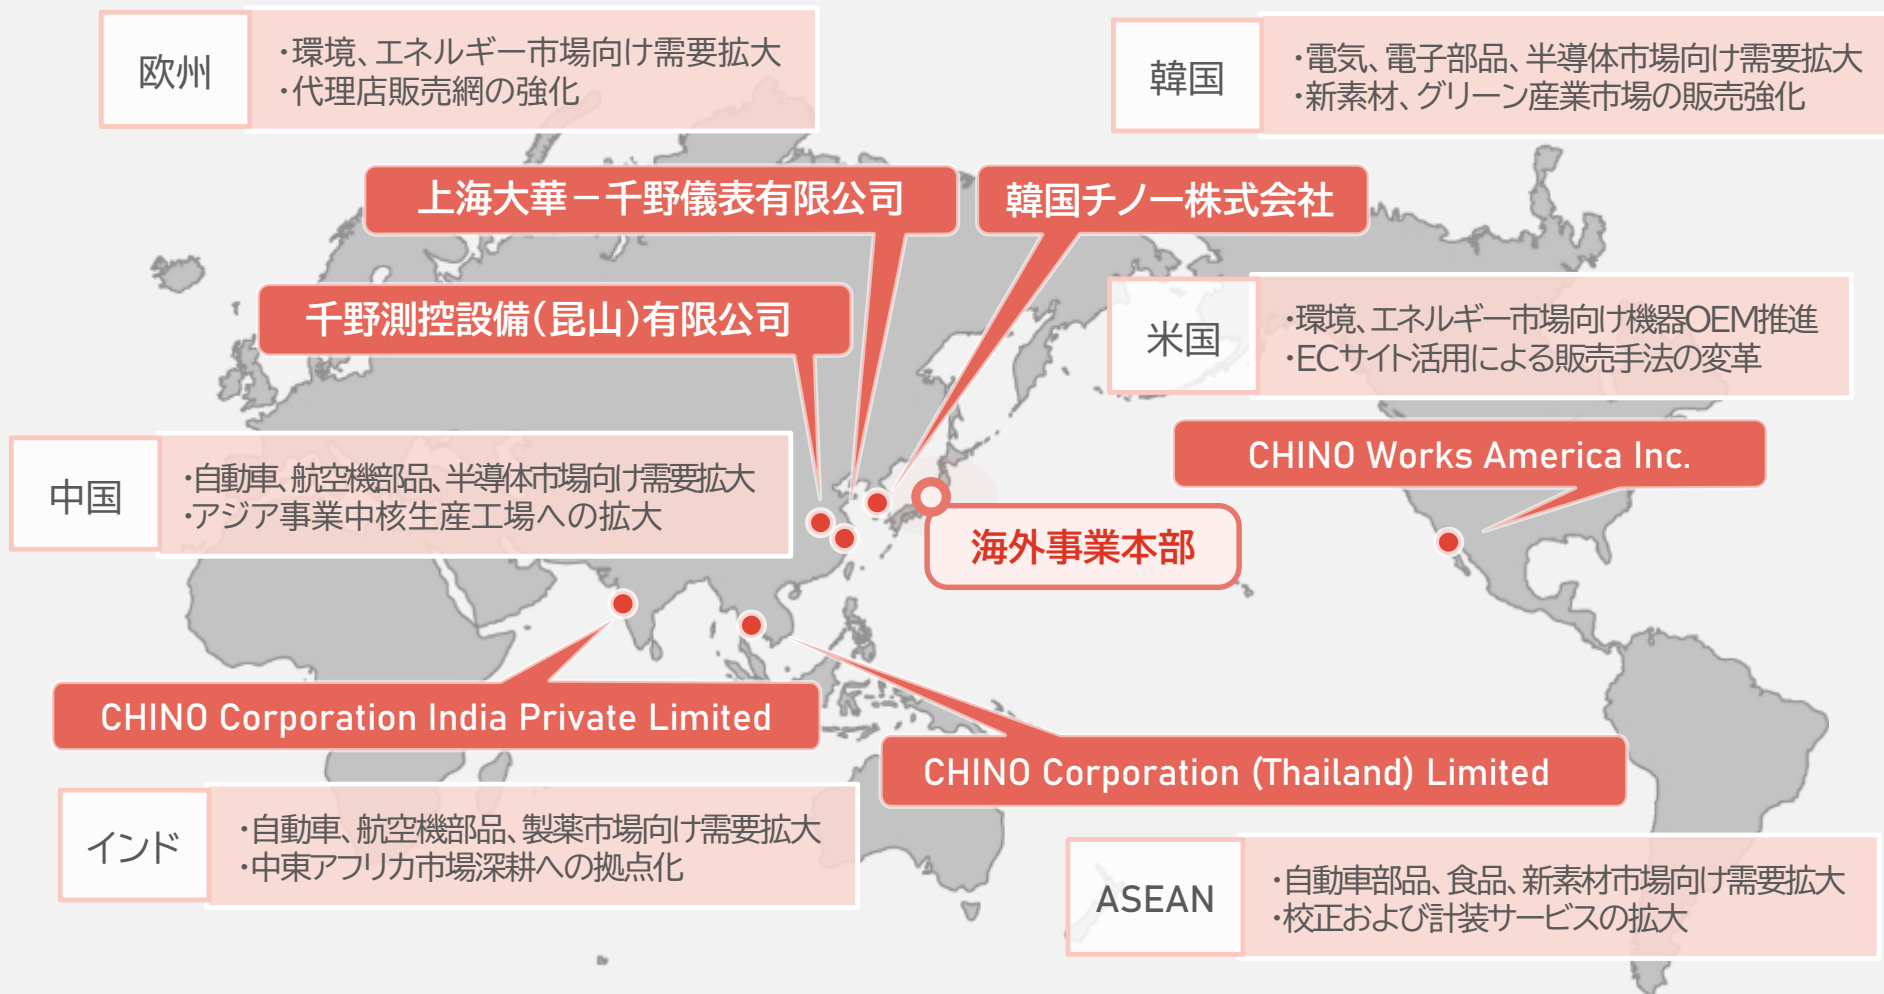 欧州
・環境、エネルギー市場向け需要拡大
・代理店販売網の強化
韓国
・電気、電子部品、半導体市場向け需要拡大
・新素材、グリーン産業市場の販売強化
上海大華－千野儀表有限公司
韓国チノー株式会社
千野測控設備（昆山）有限公司
米国
・環境、エネルギー市場向け機器OEM推進
・ECサイト活用による販売手法の変革
CHINO Works America Inc.
中国
・自動車、航空機部品、半導体市場向け需要拡大
・アジア事業中核生産工場への拡大
海外事業本部
CHINO Corporation India Private Limited
CHINO Corporation (Thailand) Limited
インド
・自動車、航空機部品、製薬市場向け需要拡大
・中東アフリカ市場深耕への拠点化
ASEAN
・自動車部品、食品、新素材市場向け需要拡大
・校正および計装サービスの拡大